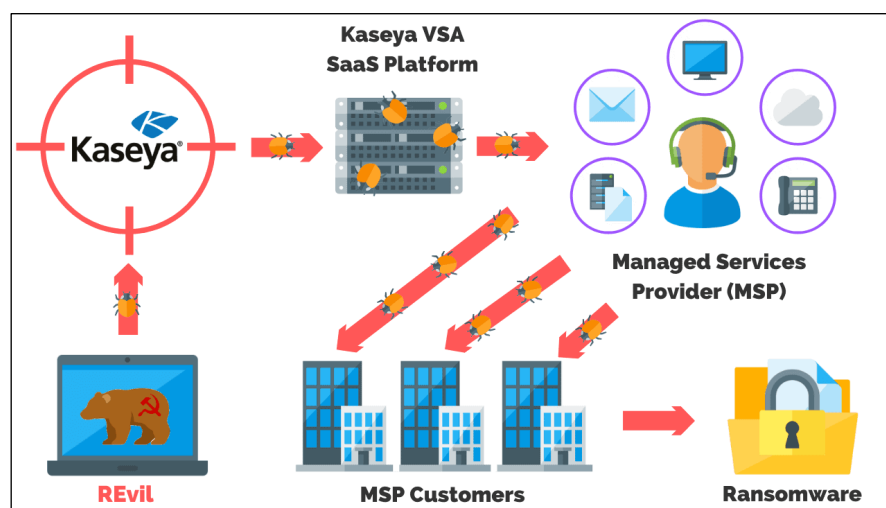 Kaseya VSA
SaaS Platform
Kaseya®
Managed Services
Provider (MSP)
REvil
MSP Customers
Ransomware